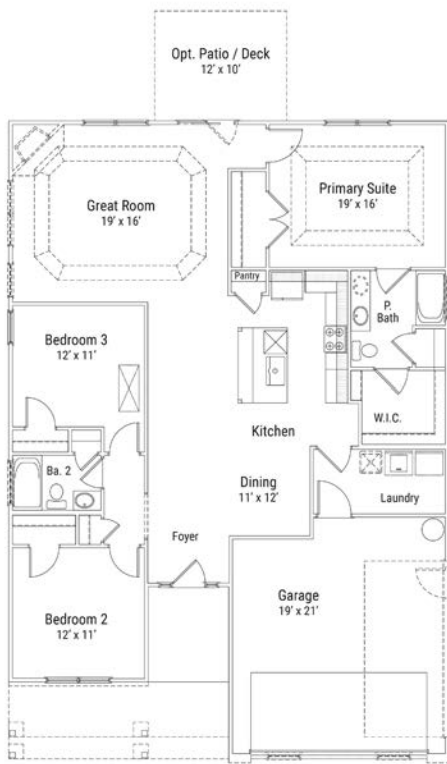 Opt. Patio / Deck
12' x 10'
Great Room
19' x 16'
Primary Suite
19' x 16'
Pantry
P.
Bath
Bedroom 3
12' x 11'
W.I.C.
Kitchen
Ba. 2
Dining
11' x 12'
Laundry
Foyer
Garage
19' x 21'
Bedroom 2
12' x 11'